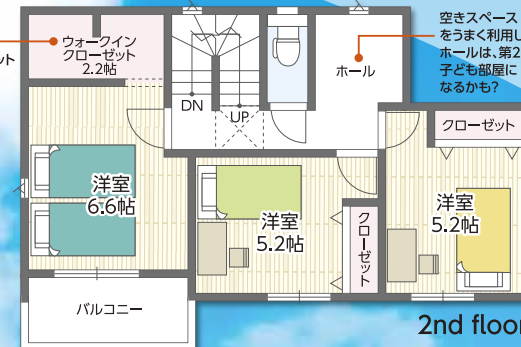 ット
ウォークイン
クローゼット
2.2帖
DN
UP
ホール
空きスペース
をうまく利用し
ホールは、第2
子ども部屋に
なるかも?
クローゼット
洋室
6.6帖
洋室
5.2帖
クローゼット
洋室
5.2帖
バルコニー
2nd floor